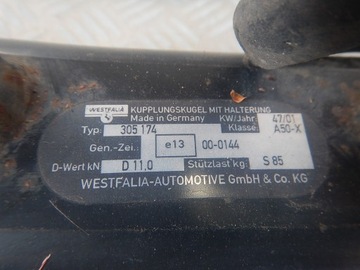 WESTFALIA KUPPLUNGSKUGEL MIT HALTERUNG
Made in Germany KW/Jahr 47/01
Typ: 305 174 Klasse A50-X
Gen.-Zei.: e13 00-0144
D-Wert kN D 11,0 Stützlast kg: S 85
WESTFALIA-AUTOMOTIVE GmbH & Co. KG